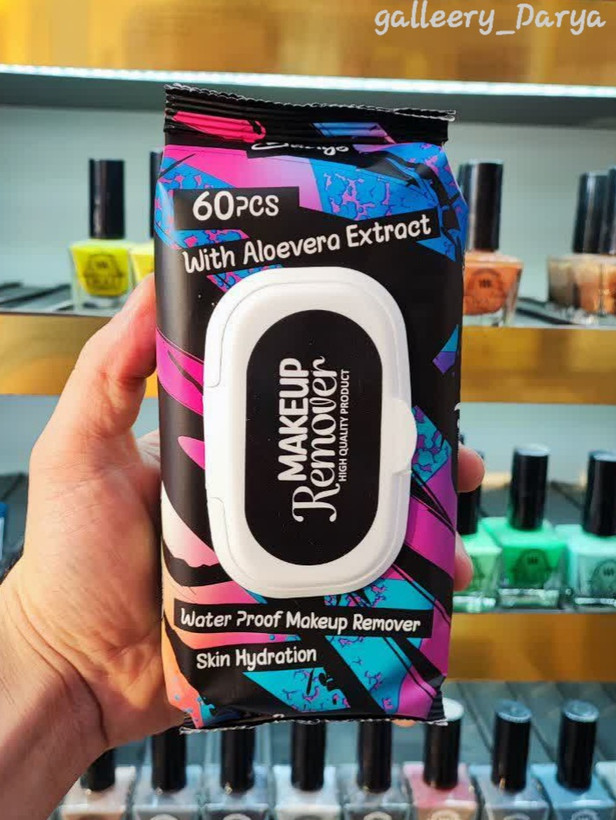 galleery_Darya
60PCS
With Aloevera Extract
MAKEUP
Remover
HIGH QUALITY PRODUCT
Water Proof Makeup Remover
Skin Hydration